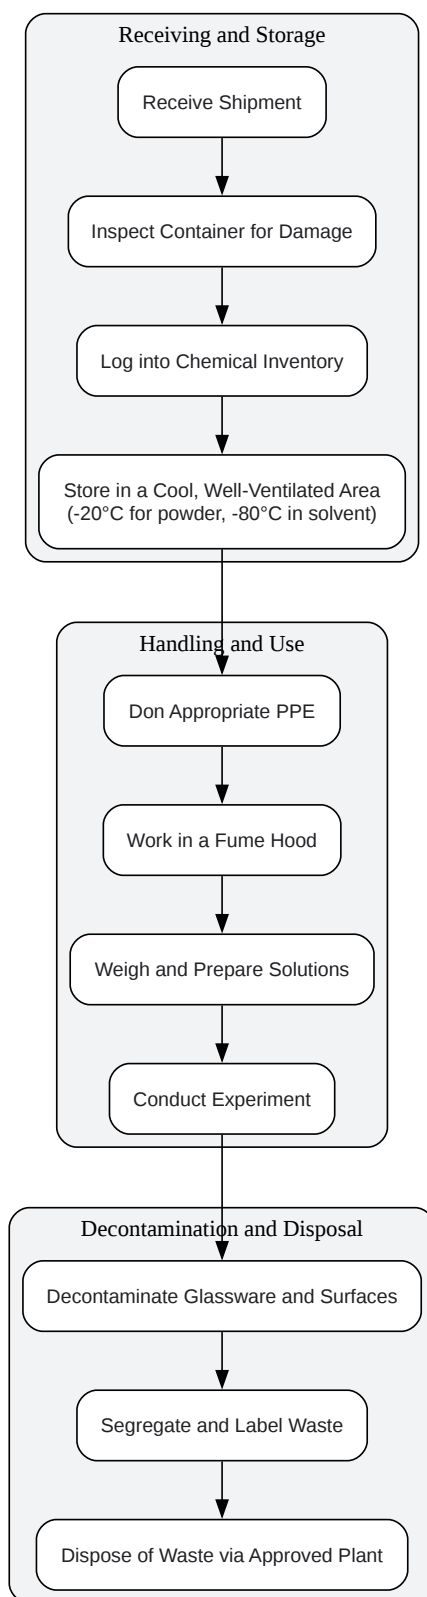 Receiving and Storage
Receive Shipment
Inspect Container for Damage
Log into Chemical Inventory
Store in a Cool, Well-Ventilated Area
(-20°C for powder, -80°C in solvent)
Handling and Use
Don Appropriate PPE
Work in a Fume Hood
Weigh and Prepare Solutions
Conduct Experiment
Decontamination and Disposal
Decontaminate Glassware and Surfaces
Segregate and Label Waste
Dispose of Waste via Approved Plant